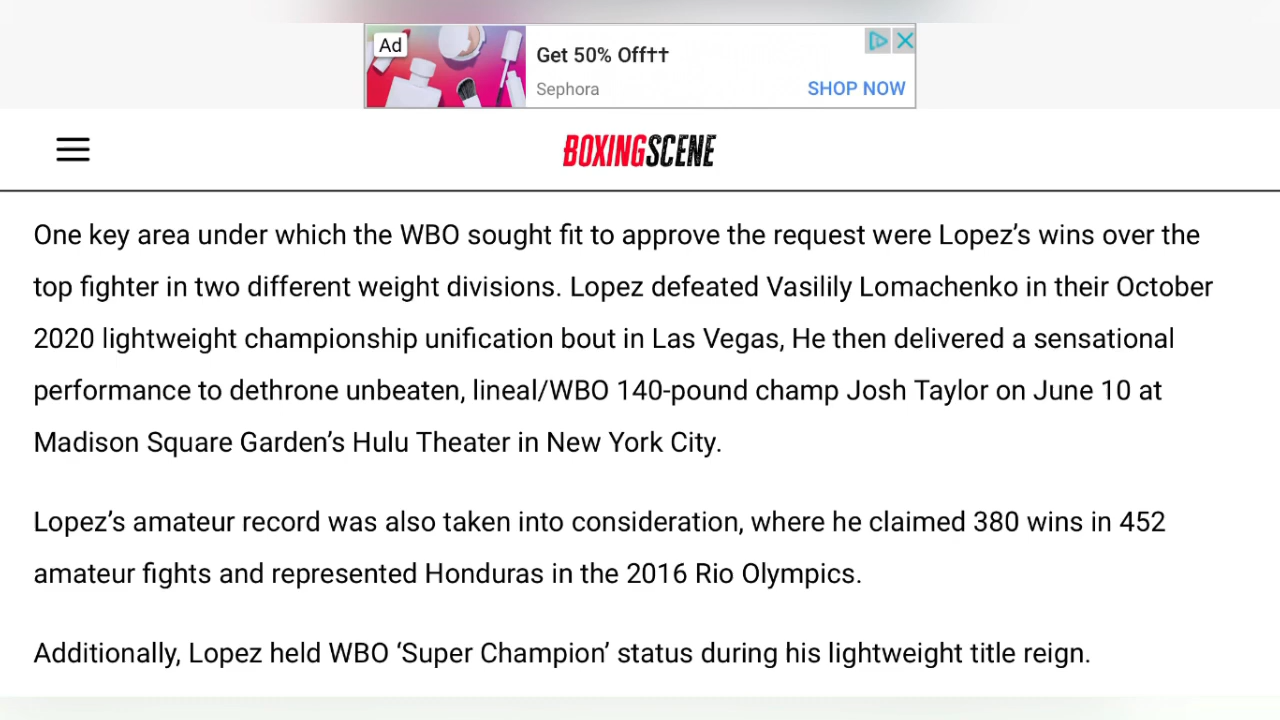 Ad
Get 50% Off††
Sephora
SHOP NOW
BOXINGSCENE
One key area under which the WBO sought fit to approve the request were Lopez’s wins over the
top fighter in two different weight divisions. Lopez defeated Vasilily Lomachenko in their October
2020 lightweight championship unification bout in Las Vegas, He then delivered a sensational
performance to dethrone unbeaten, lineal/WBO 140-pound champ Josh Taylor on June 10 at
Madison Square Garden’s Hulu Theater in New York City.
Lopez’s amateur record was also taken into consideration, where he claimed 380 wins in 452
amateur fights and represented Honduras in the 2016 Rio Olympics.
Additionally, Lopez held WBO ‘Super Champion’ status during his lightweight title reign.